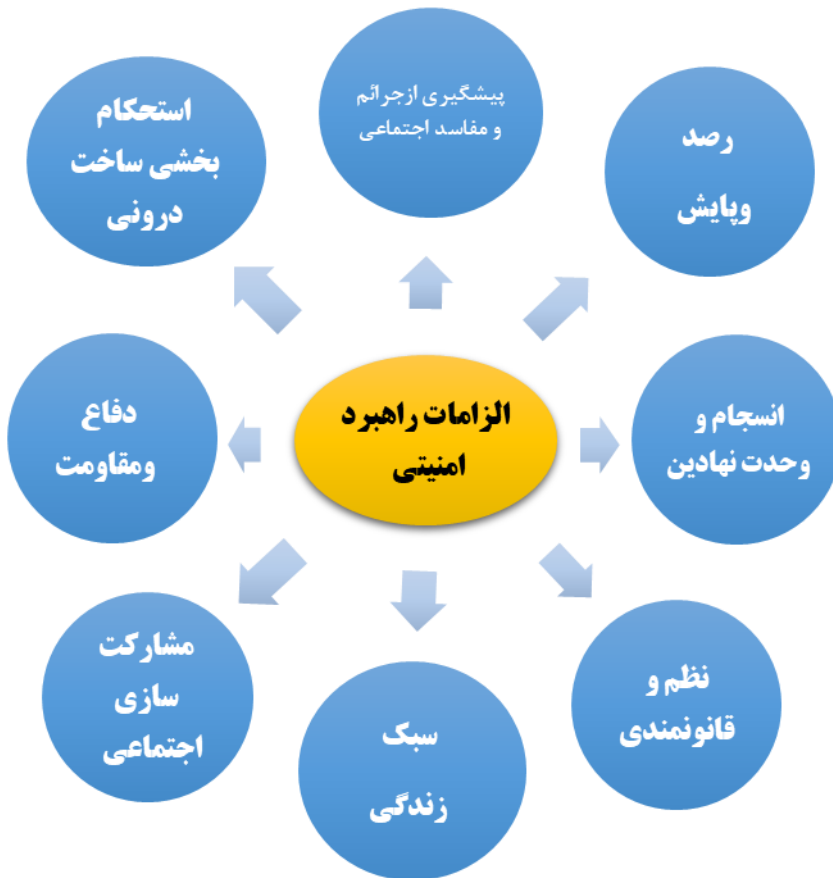 پیشگیری ازجرائم
و مفاسد اجتماعی
رصد
وپایش
انسجام و
وحدت نهادین
نظم و
قانونمندی
سبک
زندگی
مشارکت
سازی
اجتماعی
دفاع
ومقاومت
استحکام
بخشی ساخت
درونی
الزامات راهبرد
امنیتی